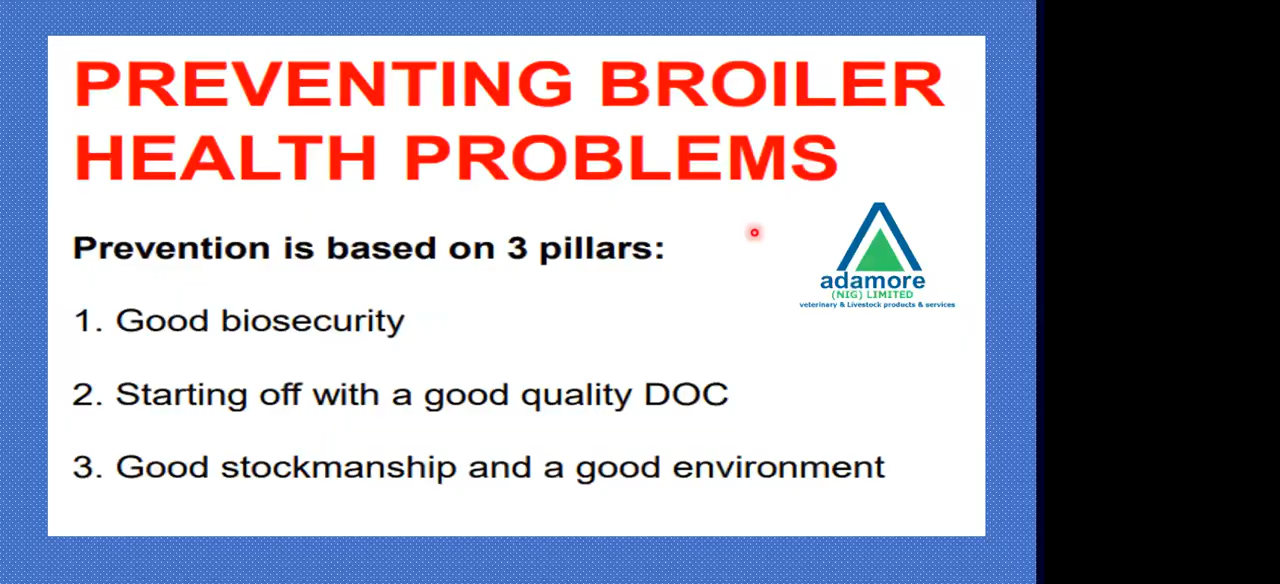 PREVENTING BROILER
HEALTH PROBLEMS
Prevention is based on 3 pillars:
adamore
(NIG) LIMITED
veterinary & Livestock products & services
1. Good biosecurity
2. Starting off with a good quality DOC
3. Good stockmanship and a good environment